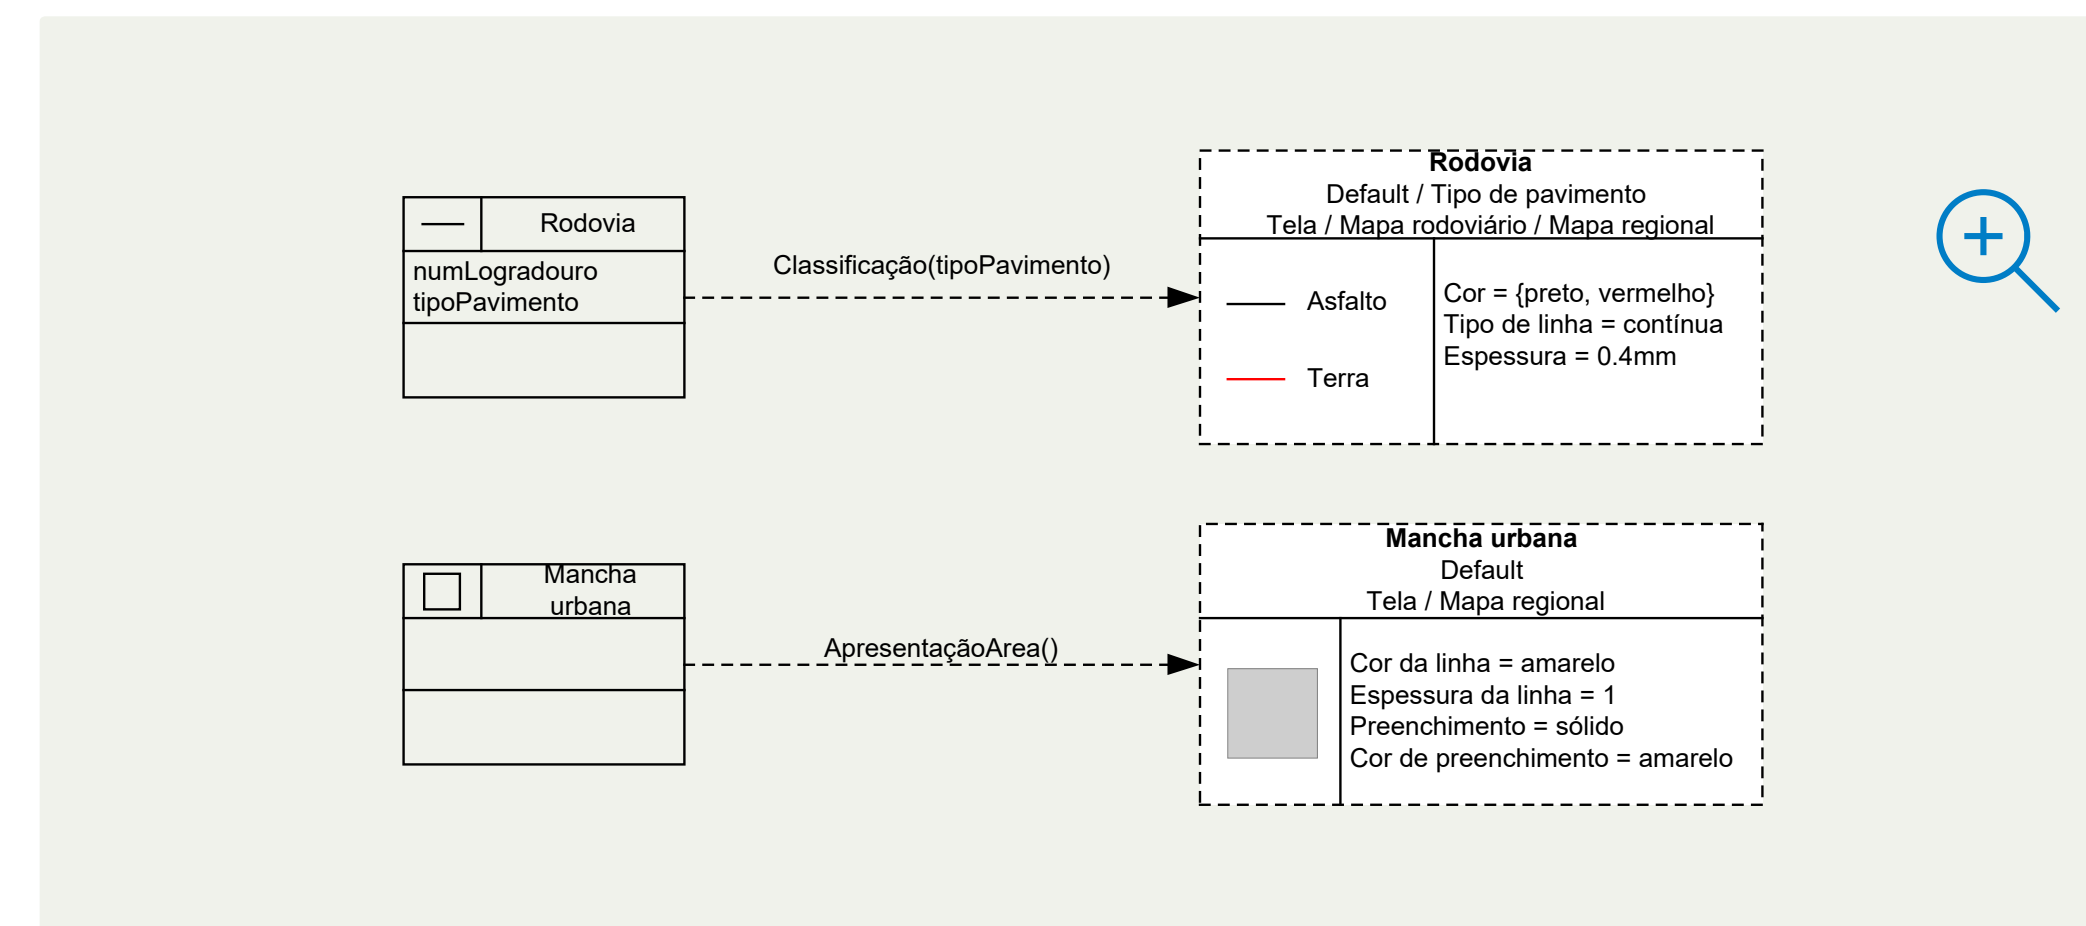 Rodovia
numLogradouro
tipoPavimento
Classificação(tipoPavimento)
Rodovia
Default / Tipo de pavimento
Tela / Mapa rodoviário / Mapa regional
Asfalto
Terra
Cor = {preto, vermelho}
Tipo de linha = contínua
Espessura = 0.4mm
Mancha
urbana
ApresentaçãoArea()
Mancha urbana
Default
Tela / Mapa regional
Cor da linha = amarelo
Espessura da linha = 1
Preenchimento = sólido
Cor de preenchimento = amarelo